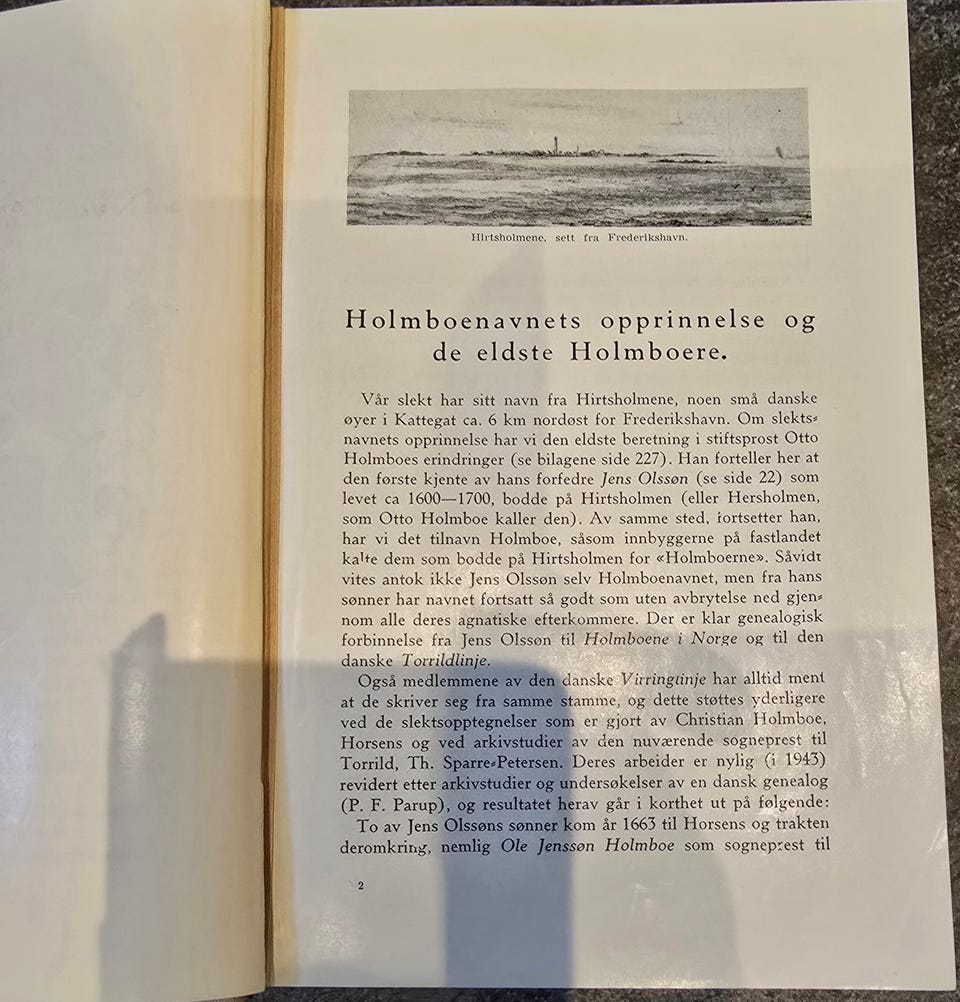 Hirtsholmene, sett fra Frederikshavn.
Holmboenavnets opprinnelse og
de eldste Holmboere.
Vår slekt har sitt navn fra Hirtsholmene, noen små danske
øyer i Kattegat ca. 6 km nordøst for Frederikshavn. Om slekts-
navnets opprinnelse har vi den eldste beretning i stiftsprost Otto
Holmboes erindringer (se bilagene side 227). Han forteller her at
den første kjente av hans forfedre Jens Olssøn (se side 22) som
levet ca 1600—1700, bodde på Hirtsholmen (eller Hersholmen,
som Otto Holmboe kaller den). Av samme sted, fortsetter han,
har vi det tilnavn Holmboe, såsom innbyggerne på fastlandet
kalte dem som bodde på Hirtsholmen for «Holmboerne». Såvidt
vites antok ikke Jens Olssøn selv Holmboenavnet, men fra hans
sønner har navnet fortsatt så godt som uten avbrytelse ned gjen-
nom alle deres agnatiske efterkommere. Der er klar genealogisk
forbinnelse fra Jens Olssøn til Holmboene i Norge og til den
danske Torrildlinje.
Også medlemmene av den danske Virringlinje har alltid ment
at de skriver seg fra samme stamme, og dette støttes yderligere
ved de slektsopptegnelser som er gjort av Christian Holmboe,
Horsens og ved arkivstudier av den nuværende sogneprest til
Torrild, Th. Sparre-Petersen. Deres arbeider er nylig (i 1943)
revidert etter arkivstudier og undersøkelser av en dansk genealog
(P. F. Parup), og resultatet herav går i korthet ut på følgende:
To av Jens Olssøns sønner kom år 1663 til Horsens og trakten
deromkring, nemlig Ole Jenssøn Holmboe som sogneprest til
2